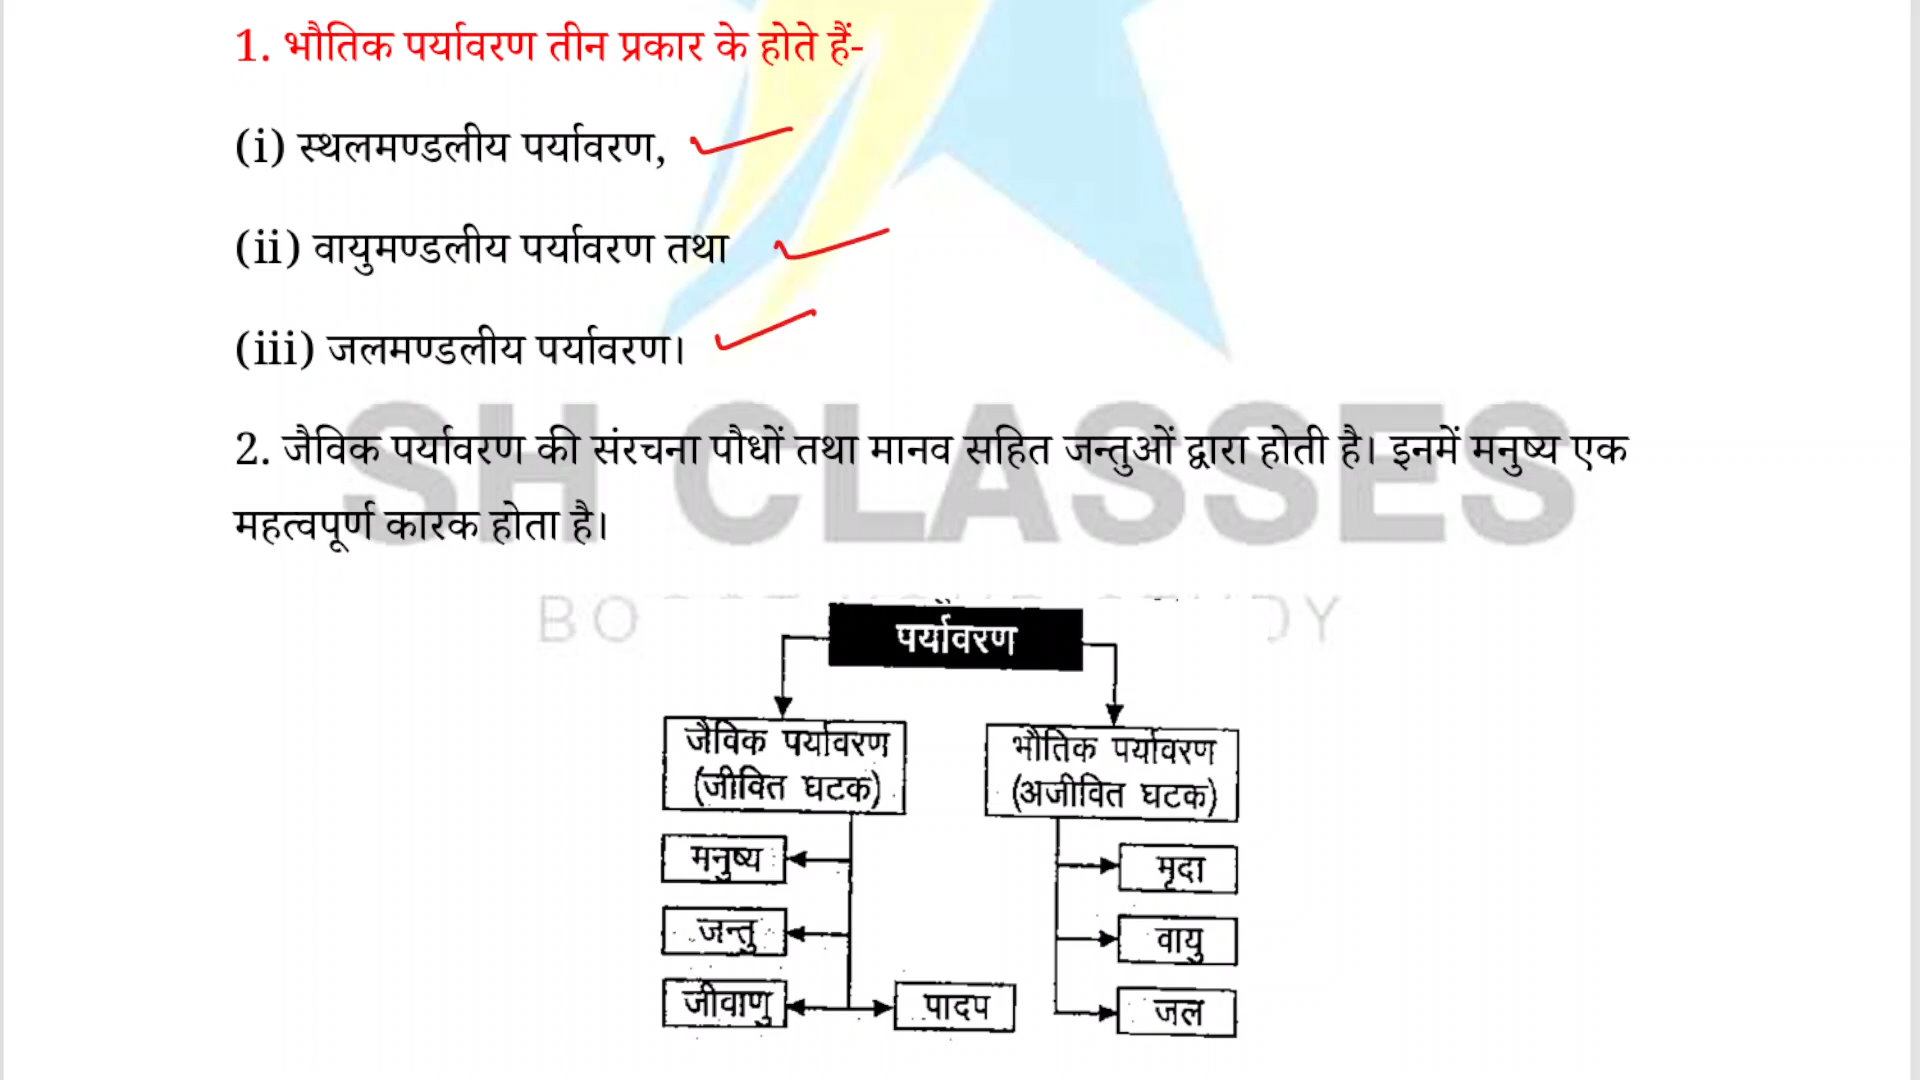 1. भौतिक पर्यावरण तीन प्रकार के होते हैं-
(i) स्थलमण्डलीय पर्यावरण,
(ii) वायुमण्डलीय पर्यावरण तथा
(iii) जलमण्डलीय पर्यावरण।
SH CLASSES
2. जैविक पर्यावरण की संरचना पौधों तथा मानव सहित जन्तुओं द्वारा होती है। इनमें मनुष्य एक
महत्वपूर्ण कारक होता है।
पर्यावरण
जैविक पर्यावरण
(जीवित घटक)
भौतिक पर्यावरण
(अजीवित घटक)
मनुष्य
मृदा
जन्तु
वायु
जीवाणु
पादप
जल